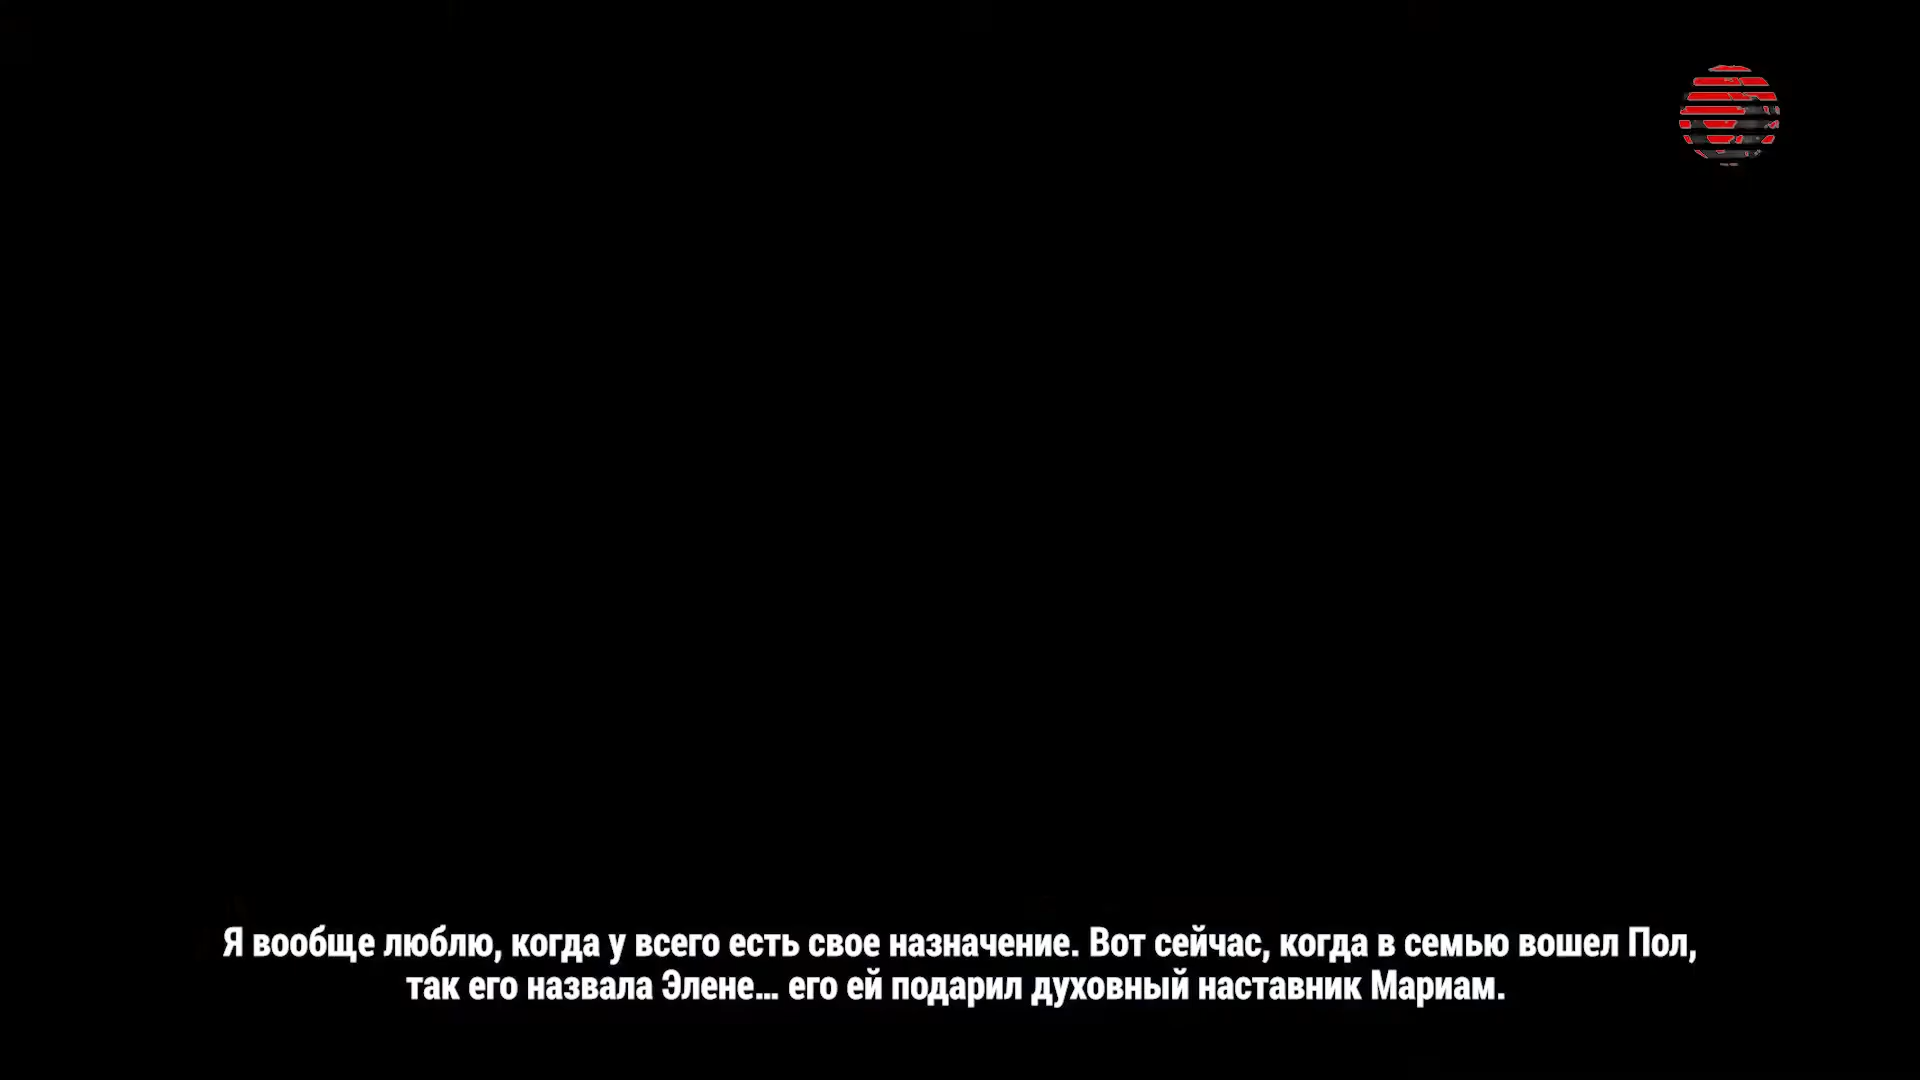 Я вообще люблю, когда у всего есть свое назначение. Вот сейчас, когда в семью вошел Пол,
так его назвала Элене... его ей подарил духовный наставник Мариам.